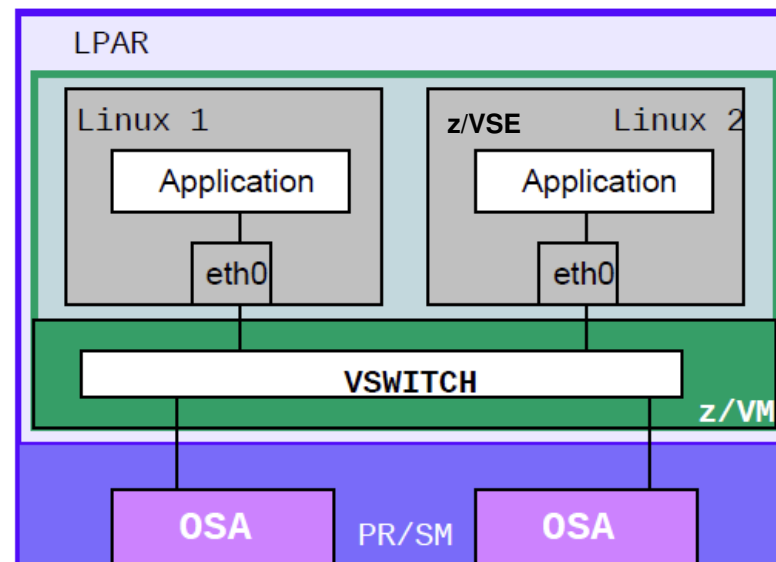 LPAR
Linux 1
z/VSE Linux 2
Application
Application
eth0
eth0
VSWITCH
z/VM
OSA
PR/SM
OSA